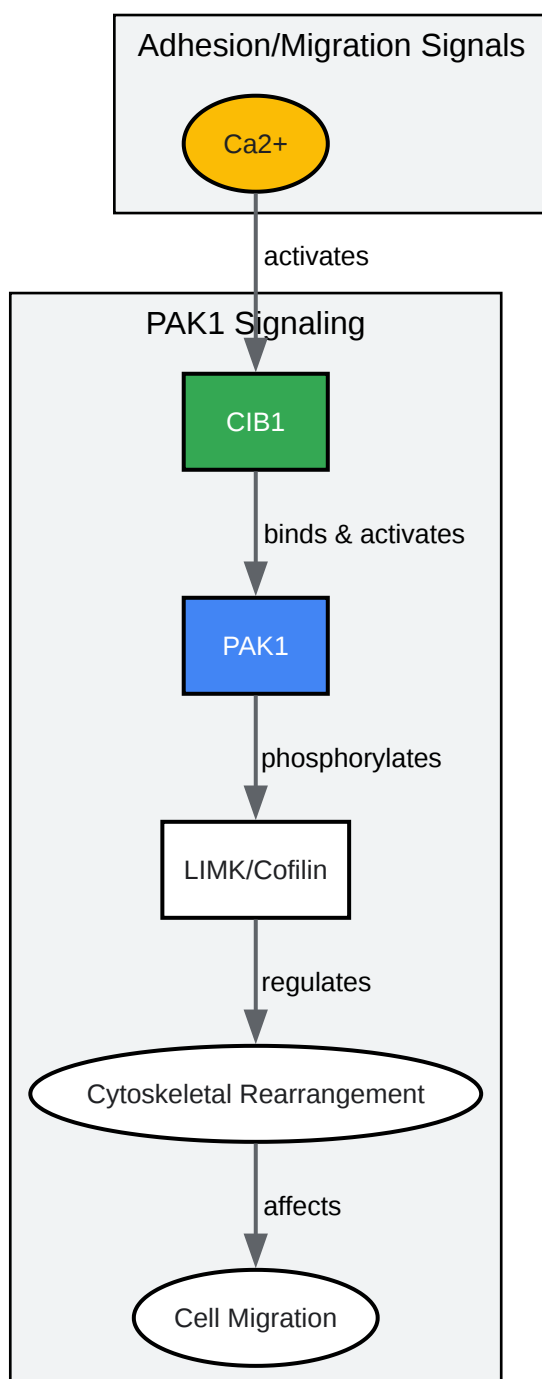 Adhesion/Migration Signals
Ca2+
activates
PAK1 Signaling
CIB1
binds & activates
PAK1
phosphorylates
LIMK/Cofilin
regulates
Cytoskeletal Rearrangement
affects
Cell Migration